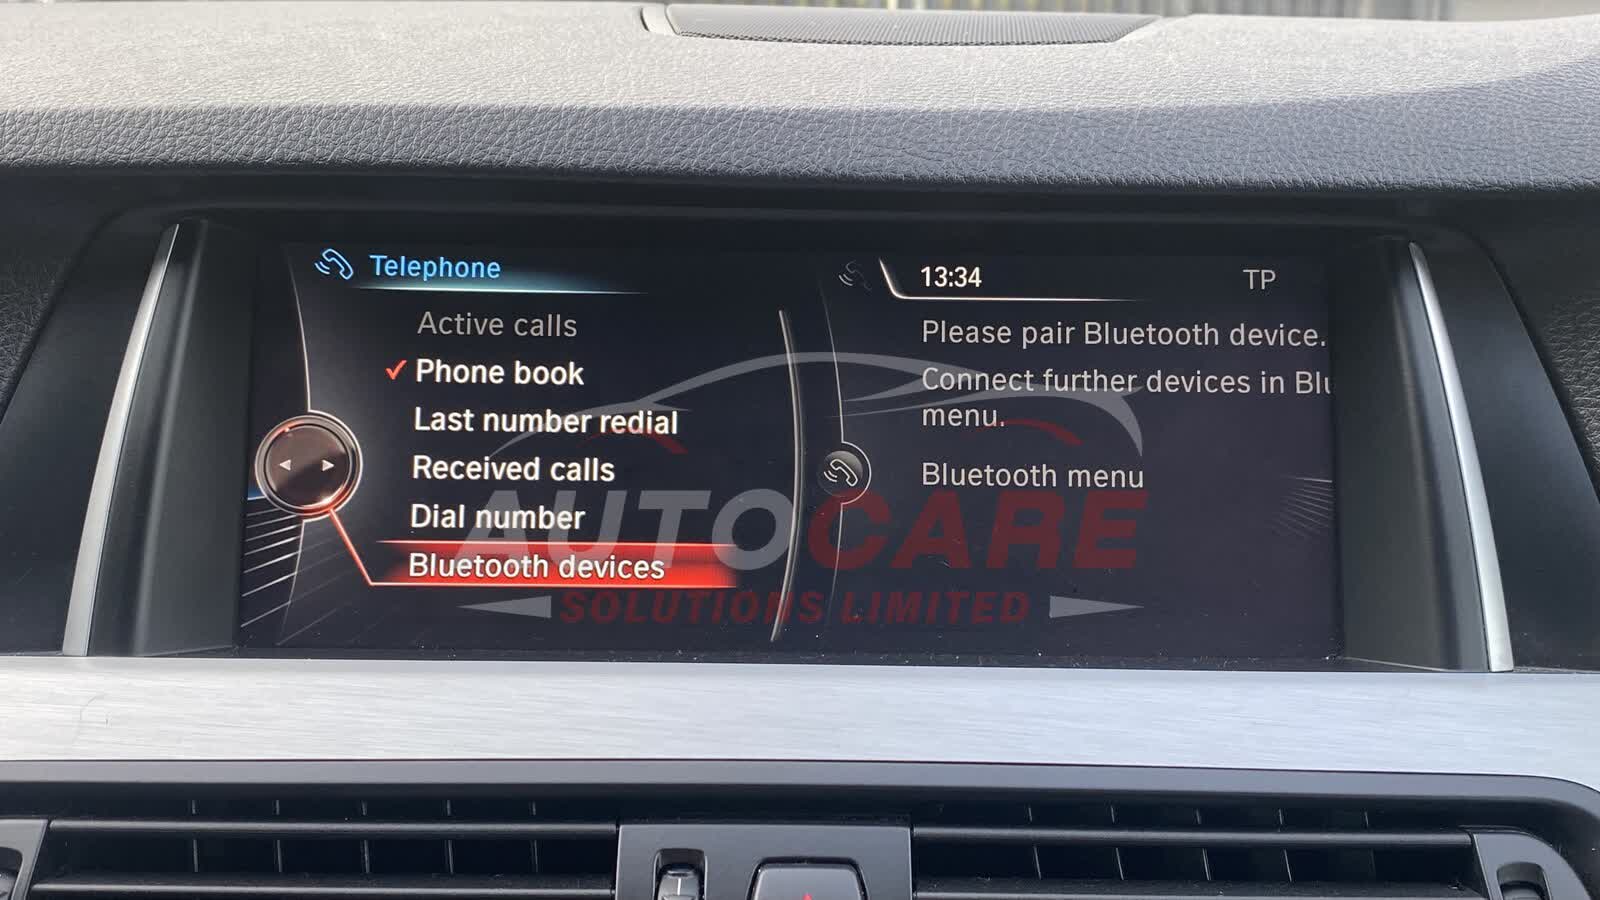 Telephone
Active calls
Phone book
Last number redial
Received calls
Dial number
Bluetooth devices
13:34 TP
Please pair Bluetooth device.
Connect further devices in Blu
menu.
Bluetooth menu
AUTOCARE
SOLUTIONS LIMITED